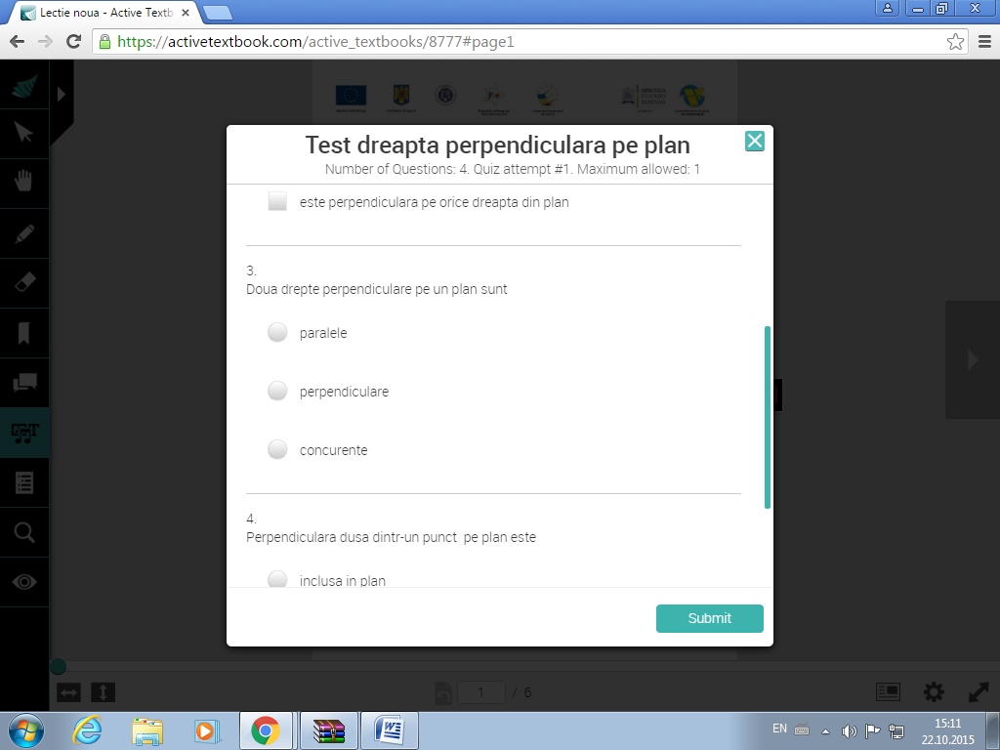 Lectie noua - Active Textb
https://activetextbook.com/active_textbooks/8777#page1
Test dreapta perpendiculara pe plan
Number of Questions: 4. Quiz attempt #1. Maximum allowed: 1
este perpendiculara pe orice dreapta din plan
3.
Doua drepte perpendiculare pe un plan sunt
paralele
perpendiculare
concurente
4.
Perpendiculara dusa dintr-un punct  pe plan este
inclusa in plan
Submit
1 / 6
EN
15:11
22.10.2015